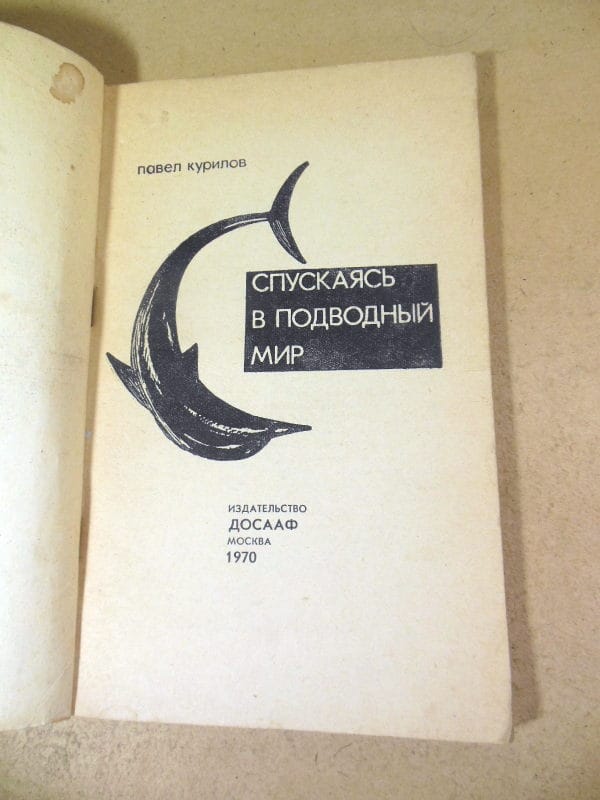 павел курилов
СПУСКАЯСЬ
В ПОДВОДНЫЙ
МИР
ИЗДАТЕЛЬСТВО
ДОСААФ
МОСКВА
1970